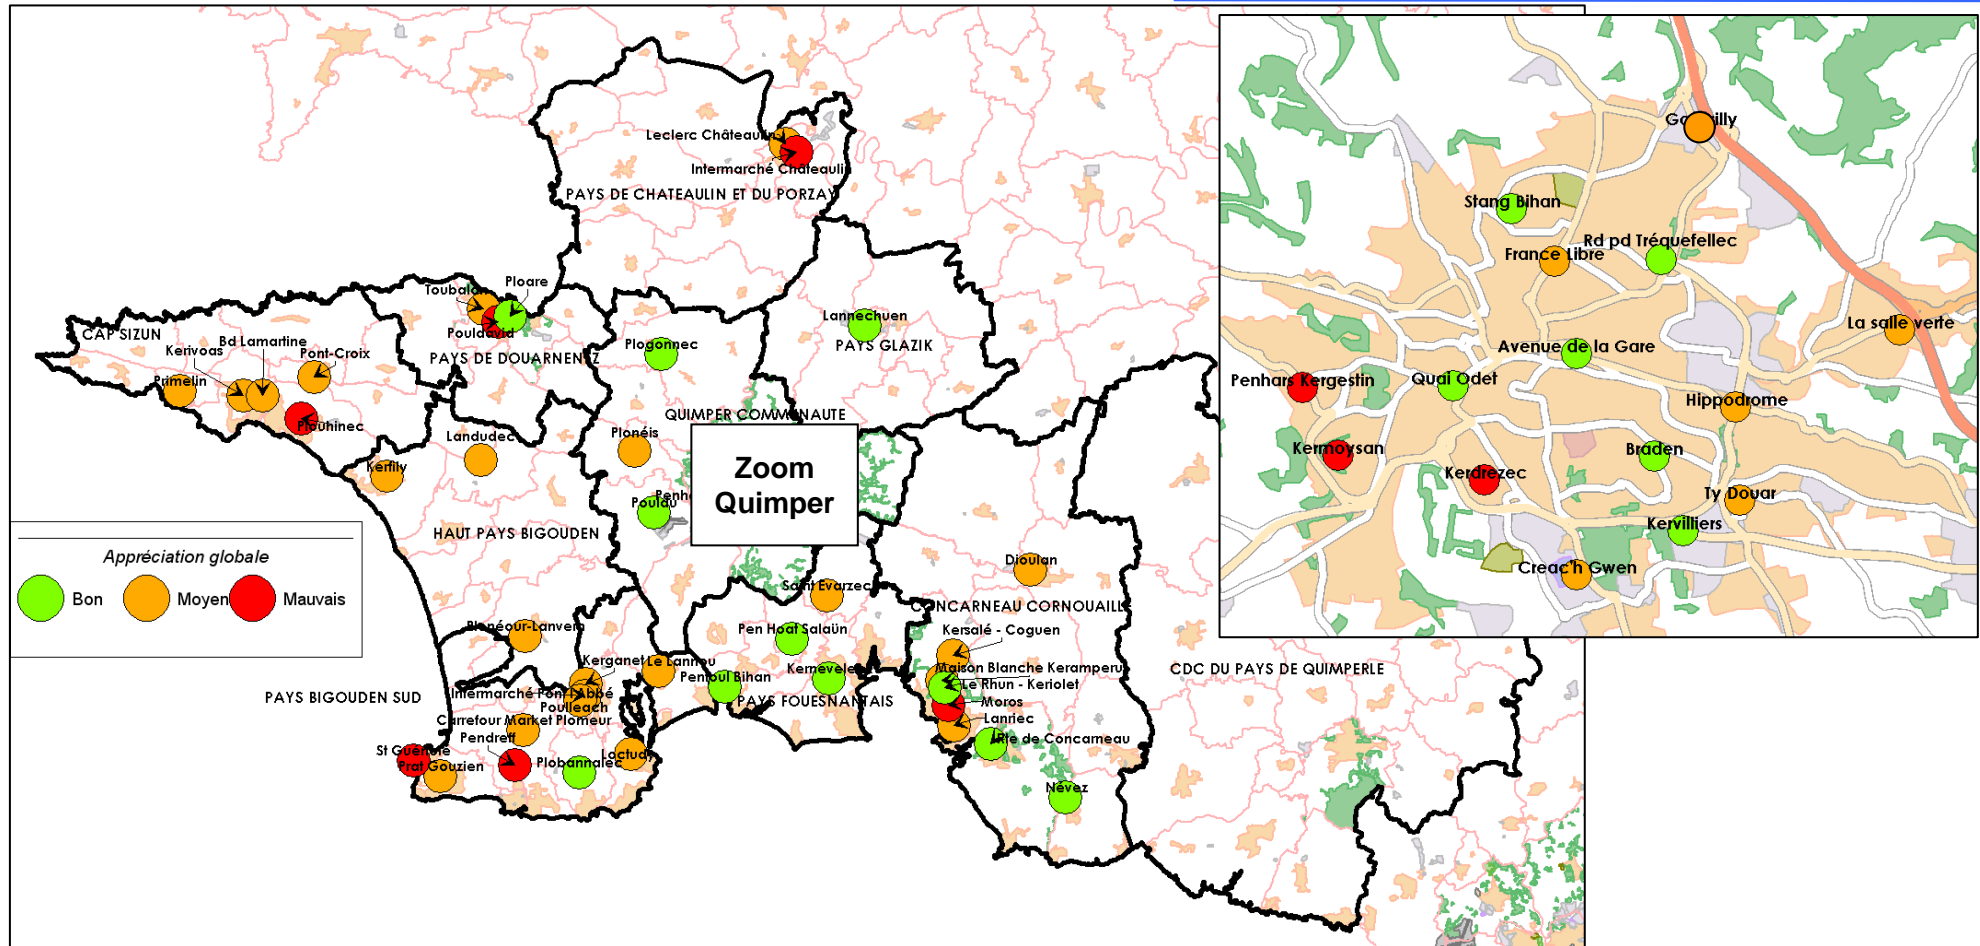 Leclerc Châteaulin
Intermarché Châteaulin
PAYS DE CHATEAULIN ET DU PORZAY
Toubalan
Ploare
Pouldavid
PAYS DE DOUARNENEZ
CAP SIZUN
Kerivoas
Bd Lamartine
Pont-Croix
Primelin
Plouhinec
Lannechuen
PAYS GLAZIK
Plogonnec
QUIMPER COMMUNAUTE
Plonéis
Landudec
Kerfily
Poulau
Zoom
Quimper
HAUT PAYS BIGOUDEN
Appréciation globale
Bon
Moyen
Mauvais
Dioulan
Saint Evarzec
CONCARNEAU CORNOUAILLE
Plonéour-Lanvern
Pen Hoat Salaün
Kersalé - Coguen
Kerganet
Le Lannou
Kernevelec
Maison Blanche Keramperu
Pentoul Bihan
Le Rhun - Keriolet
CDC DU PAYS DE QUIMPERLE
PAYS BIGOUDEN SUD
Intermarché Pont l'Abbé
PAYS FOUESNANTAIS
Moros
Poulleach
Carrefour Market Plomeur
Lanriec
Pendreff
Rte de Concarneau
St Guénolé
Prat Gouzien
Plobannalec
Loctudy
Névez
Stang Bihan
France Libre
Rd pd Tréquefellec
La salle verte
Avenue de la Gare
Penhars Kergestin
Quai Odet
Hippodrome
Kermoysan
Braden
Kerdrezec
Ty Douar
Kervilliers
Creac'h Gwen